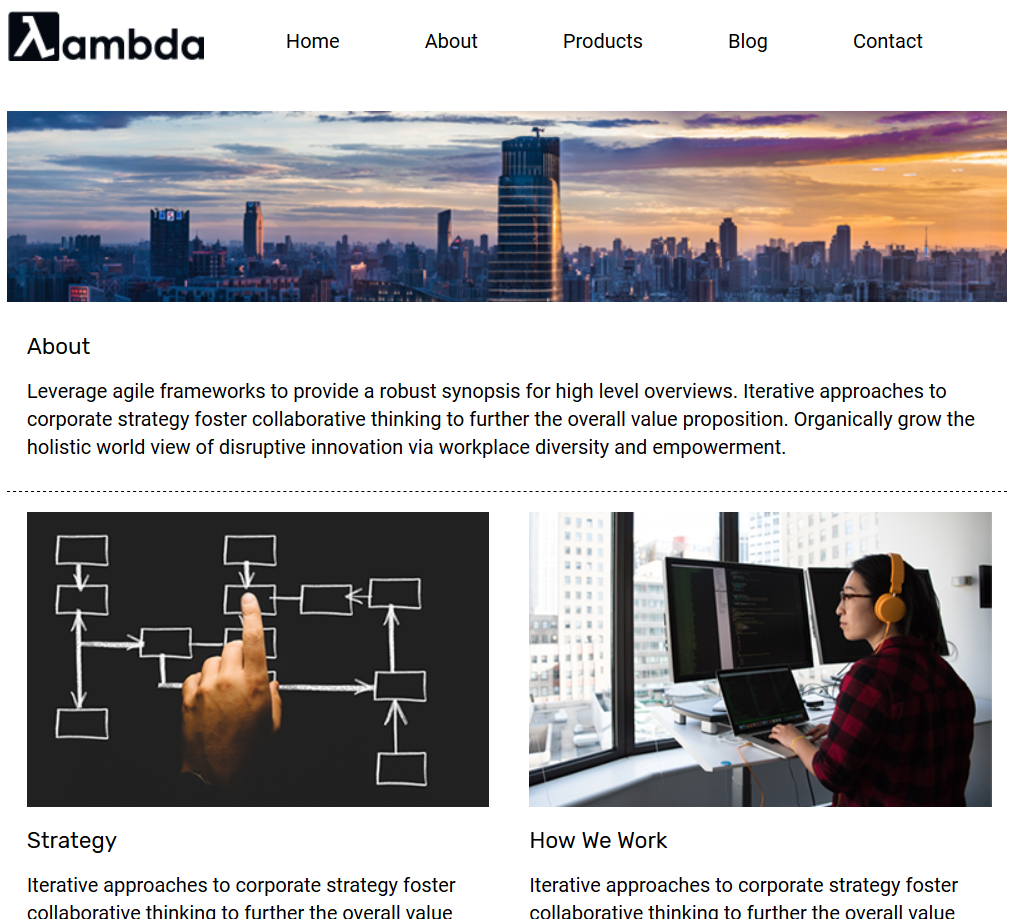 λambda
Home About Products Blog Contact
About
Leverage agile frameworks to provide a robust synopsis for high level overviews. Iterative approaches to
corporate strategy foster collaborative thinking to further the overall value proposition. Organically grow the
holistic world view of disruptive innovation via workplace diversity and empowerment.
Strategy
Iterative approaches to corporate strategy foster
collaborative thinking to further the overall value
How We Work
Iterative approaches to corporate strategy foster
collaborative thinking to further the overall value